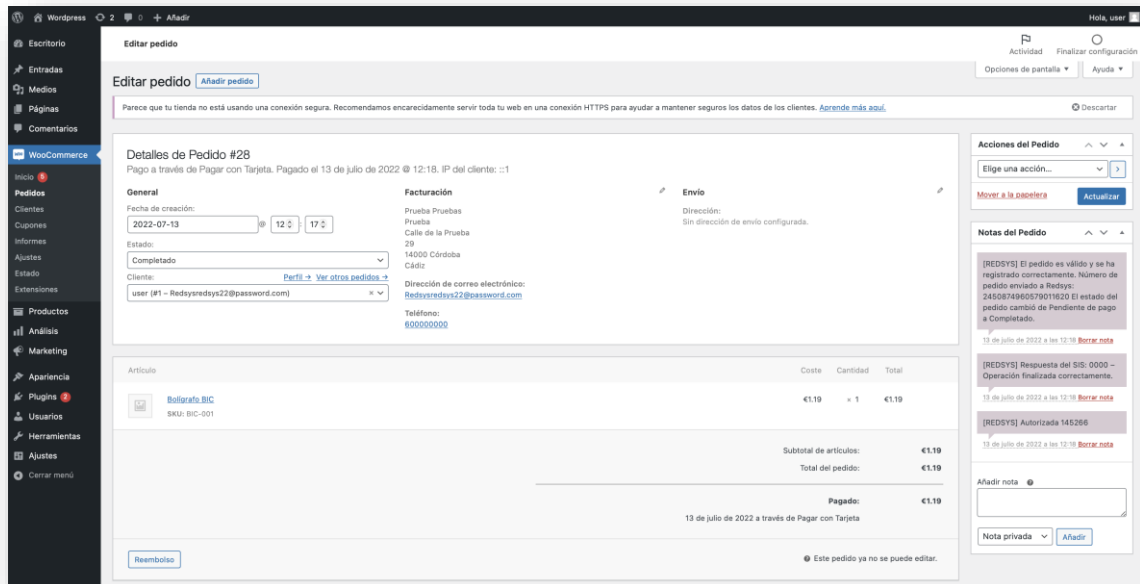 Wordpress 2 0 + Añadir
Hola, user
Escritorio
Entradas
Medios
Páginas
Comentarios
WooCommerce
Inicio 5
Pedidos
Clientes
Cupones
Informes
Ajustes
Estado
Extensiones
Productos
Análisis
Marketing
Apariencia
Plugins 2
Usuarios
Herramientas
Ajustes
Cerrar menú
Editar pedido
Actividad
Finalizar configuración
Opciones de pantalla
Ayuda
Editar pedido
Añadir pedido
Parece que tu tienda no está usando una conexión segura. Recomendamos encarecidamente servir toda tu web en una conexión HTTPS para ayudar a mantener seguros los datos de los clientes. Aprende más aquí.
Descartar
Detalles de Pedido #28
Pago a través de Pagar con Tarjeta. Pagado el 13 de julio de 2022 @ 12:18. IP del cliente: ::1
General
Fecha de creación:
2022-07-13 @ 12 : 17
Estado:
Completado
Cliente: Perfil → Ver otros pedidos →
user (#1 – Redsysredsys22@password.com) ×
Facturación
Prueba Pruebas
Prueba
Calle de la Prueba
29
14000 Córdoba
Cádiz
Dirección de correo electrónico:
Redsysredsys22@password.com
Teléfono:
600000000
Envío
Dirección:
Sin dirección de envío configurada.
Artículo Coste Cantidad Total
Bolígrafo BIC €1.19 × 1 €1.19
SKU: BIC-001
Subtotal de artículos: €1.19
Total del pedido: €1.19
Pagado: €1.19
13 de julio de 2022 a través de Pagar con Tarjeta
Reembolso
Este pedido ya no se puede editar.
Acciones del Pedido
Elige una acción...
Mover a la papelera
Actualizar
Notas del Pedido
[REDSYS] El pedido es válido y se ha
registrado correctamente. Número de
pedido enviado a Redsys:
2450874960579011620 El estado del
pedido cambió de Pendiente de pago
a Completado.
13 de julio de 2022 a las 12:18 Borrar nota
[REDSYS] Respuesta del SIS: 0000 –
Operación finalizada correctamente.
13 de julio de 2022 a las 12:18 Borrar nota
[REDSYS] Autorizada 145266
13 de julio de 2022 a las 12:18 Borrar nota
Añadir nota
Nota privada
Añadir